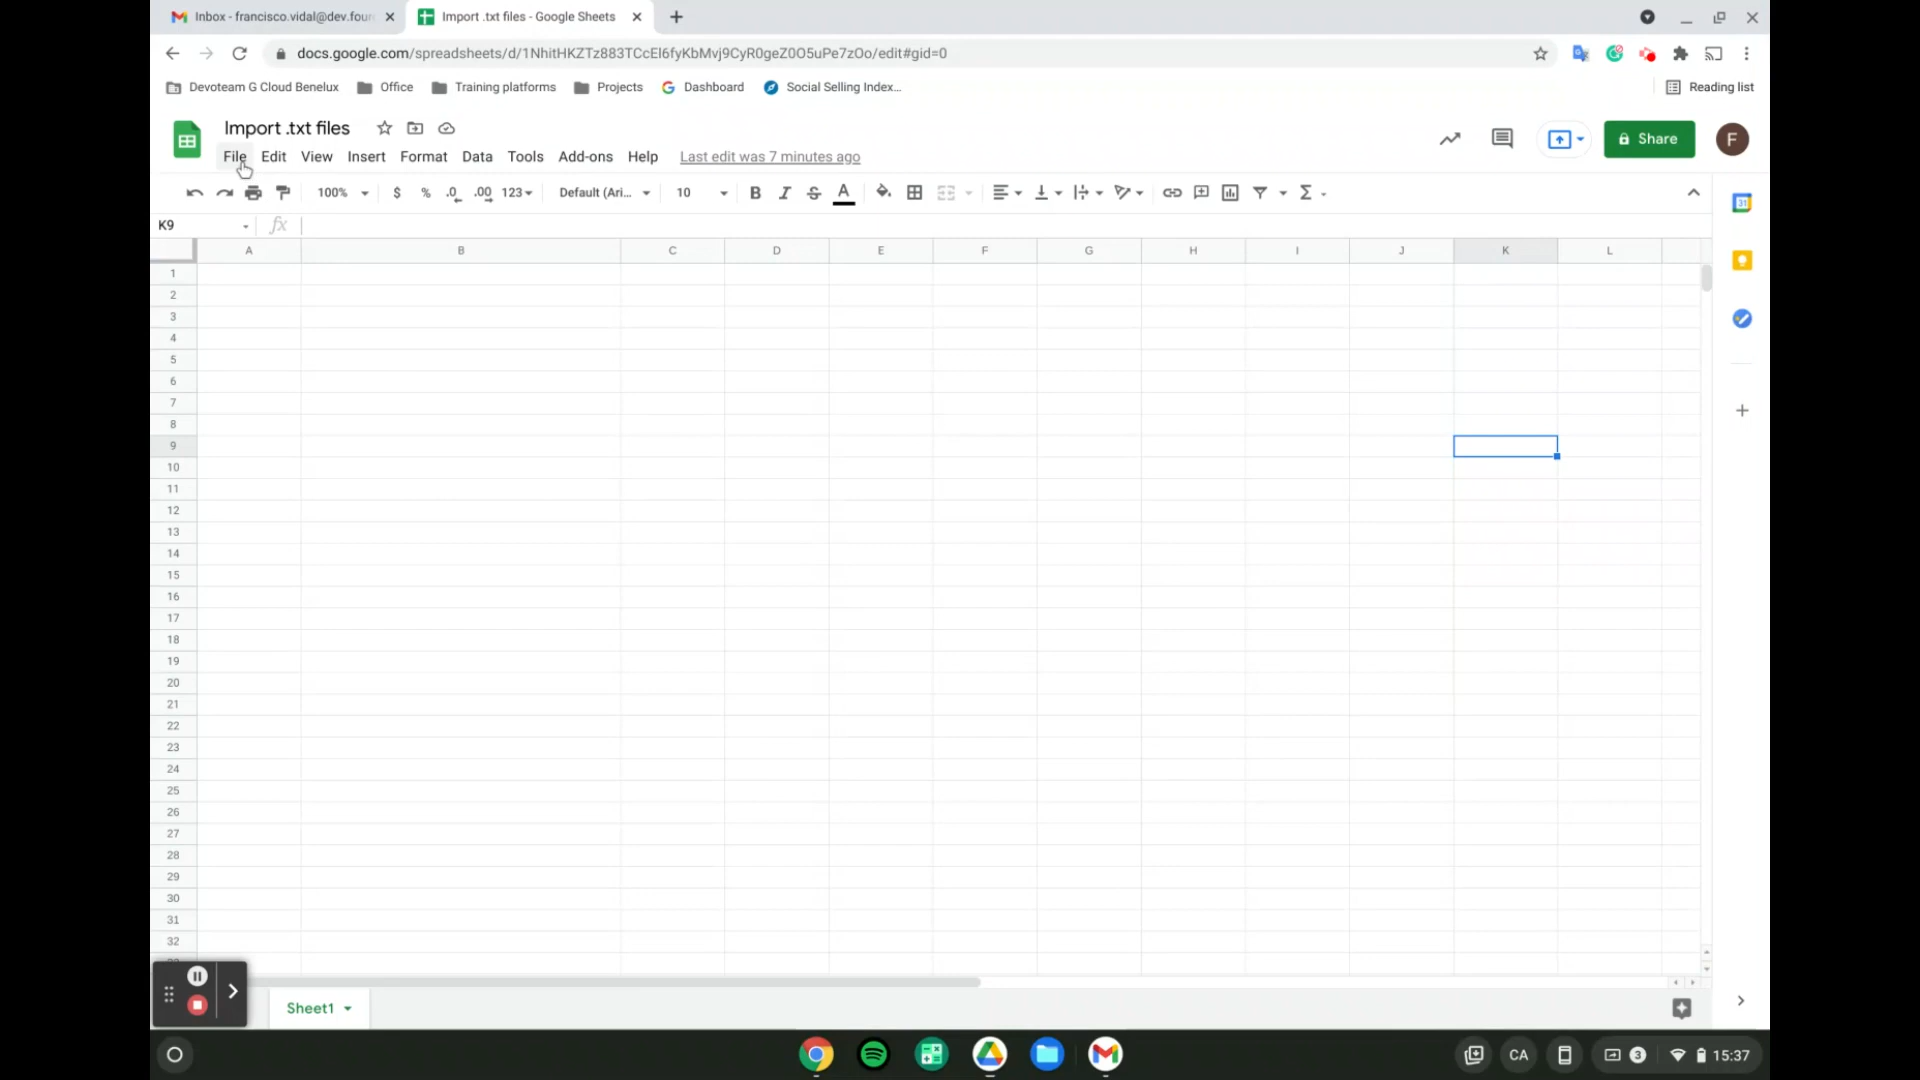 Inbox - francisco.vidal@dev.four
Import .txt files - Google Sheets
docs.google.com/spreadsheets/d/1NhitHKZTz883TCcEl6fyKbMvj9CyR0geZ0O5uPe7zOo/edit#gid=0
Devoteam G Cloud Benelux Office Training platforms Projects Dashboard Social Selling Index... Reading list
Import .txt files
Share F
File Edit View Insert Format Data Tools Add-ons Help Last edit was 7 minutes ago
100% $ % .0 .00 123 Default (Ari... 10 B I S A
31
K9 fx
A B C D E F G H I J K L
1
2
3
4
5
6
7
8
9
10
11
12
13
14
15
16
17
18
19
20
21
22
23
24
25
26
27
28
29
30
31
32
Sheet1
CA 3 15:37